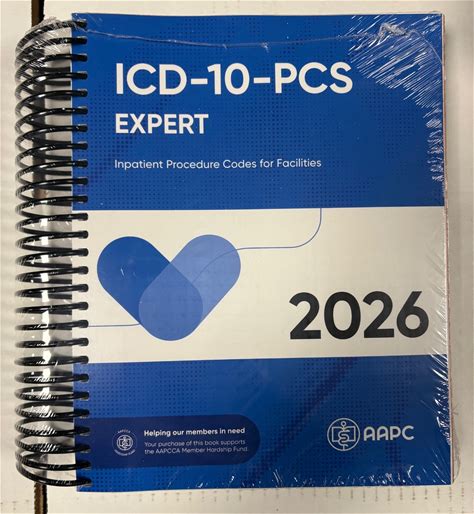 ICD-10-PCS
EXPERT
Inpatient Procedure Codes for Facilities
2026
Helping our members in need
Your purchase of this book supports
the AAPCCA Member Hardship Fund.
AAPC